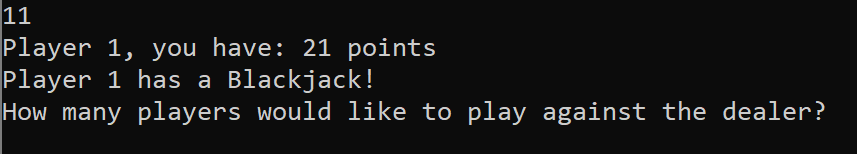 11
Player 1, you have: 21 points
Player 1 has a Blackjack!
How many players would like to play against the dealer?